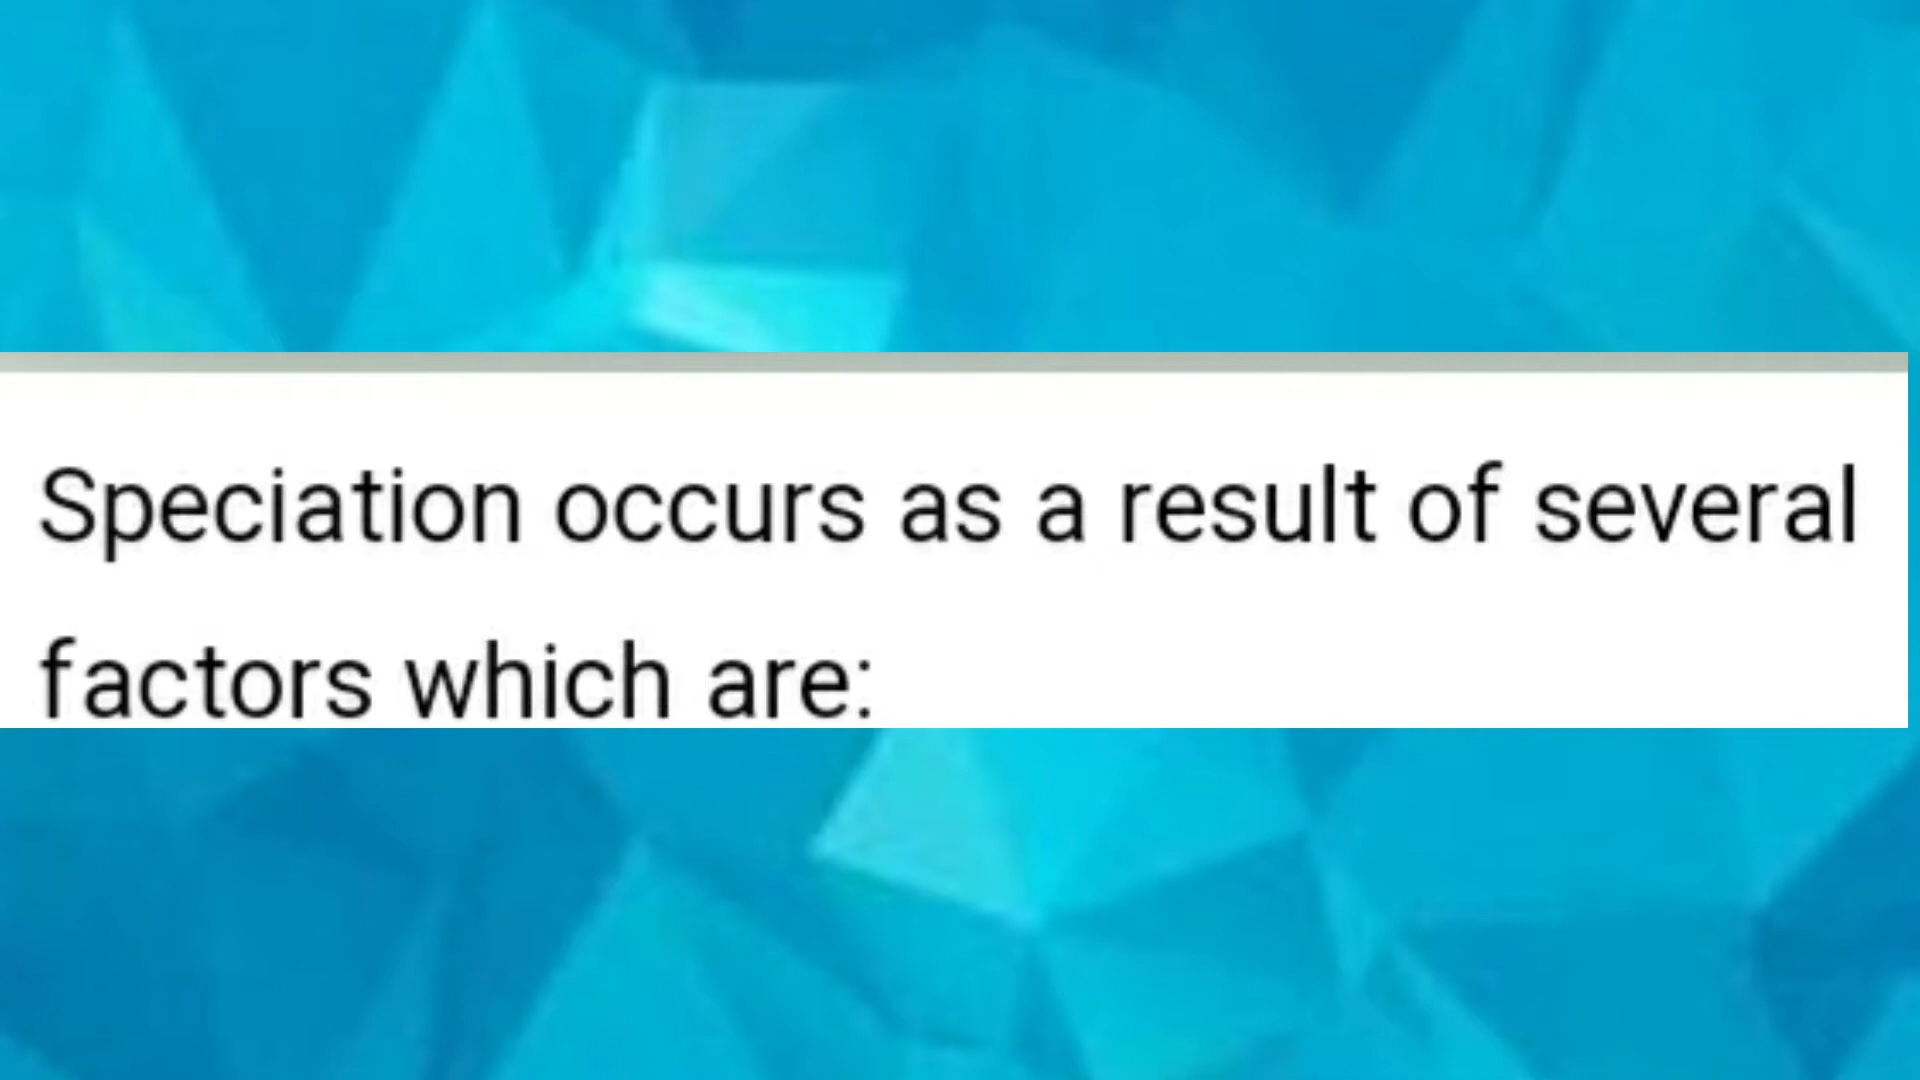 Speciation occurs as a result of several
factors which are: